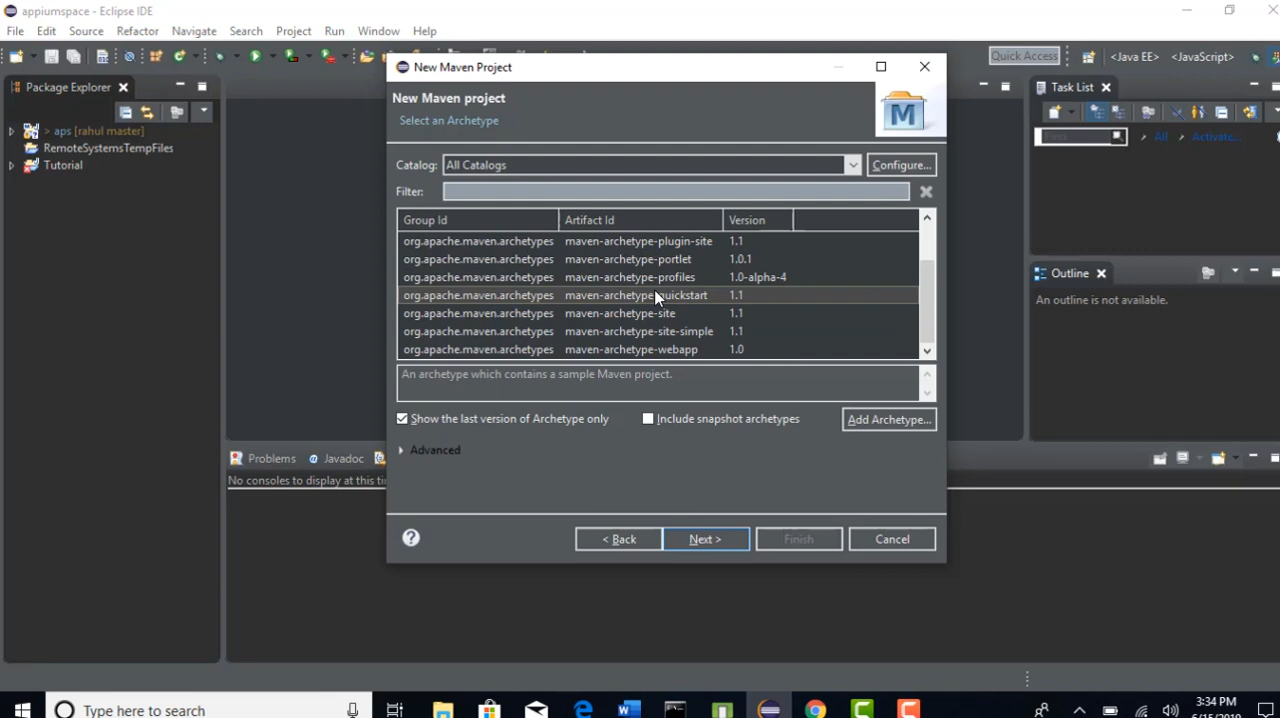 appiumspace - Eclipse IDE
File Edit Source Refactor Navigate Search Project Run Window Help
Quick Access
<Java EE> <JavaScript>
Package Explorer
> aps [rahul master]
RemoteSystemsTempFiles
Tutorial
New Maven Project
New Maven project
Select an Archetype
M
Catalog: All Catalogs Configure...
Filter:
Group Id Artifact Id Version
org.apache.maven.archetypes maven-archetype-plugin-site 1.1
org.apache.maven.archetypes maven-archetype-portlet 1.0.1
org.apache.maven.archetypes maven-archetype-profiles 1.0-alpha-4
org.apache.maven.archetypes maven-archetype-quickstart 1.1
org.apache.maven.archetypes maven-archetype-site 1.1
org.apache.maven.archetypes maven-archetype-site-simple 1.1
org.apache.maven.archetypes maven-archetype-webapp 1.0
An archetype which contains a sample Maven project.
Show the last version of Archetype only Include snapshot archetypes Add Archetype...
Advanced
< Back Next > Finish Cancel
Task List
All Activate...
Outline
An outline is not available.
Problems @ Javadoc
No consoles to display at this ti
Type here to search
3:34 PM